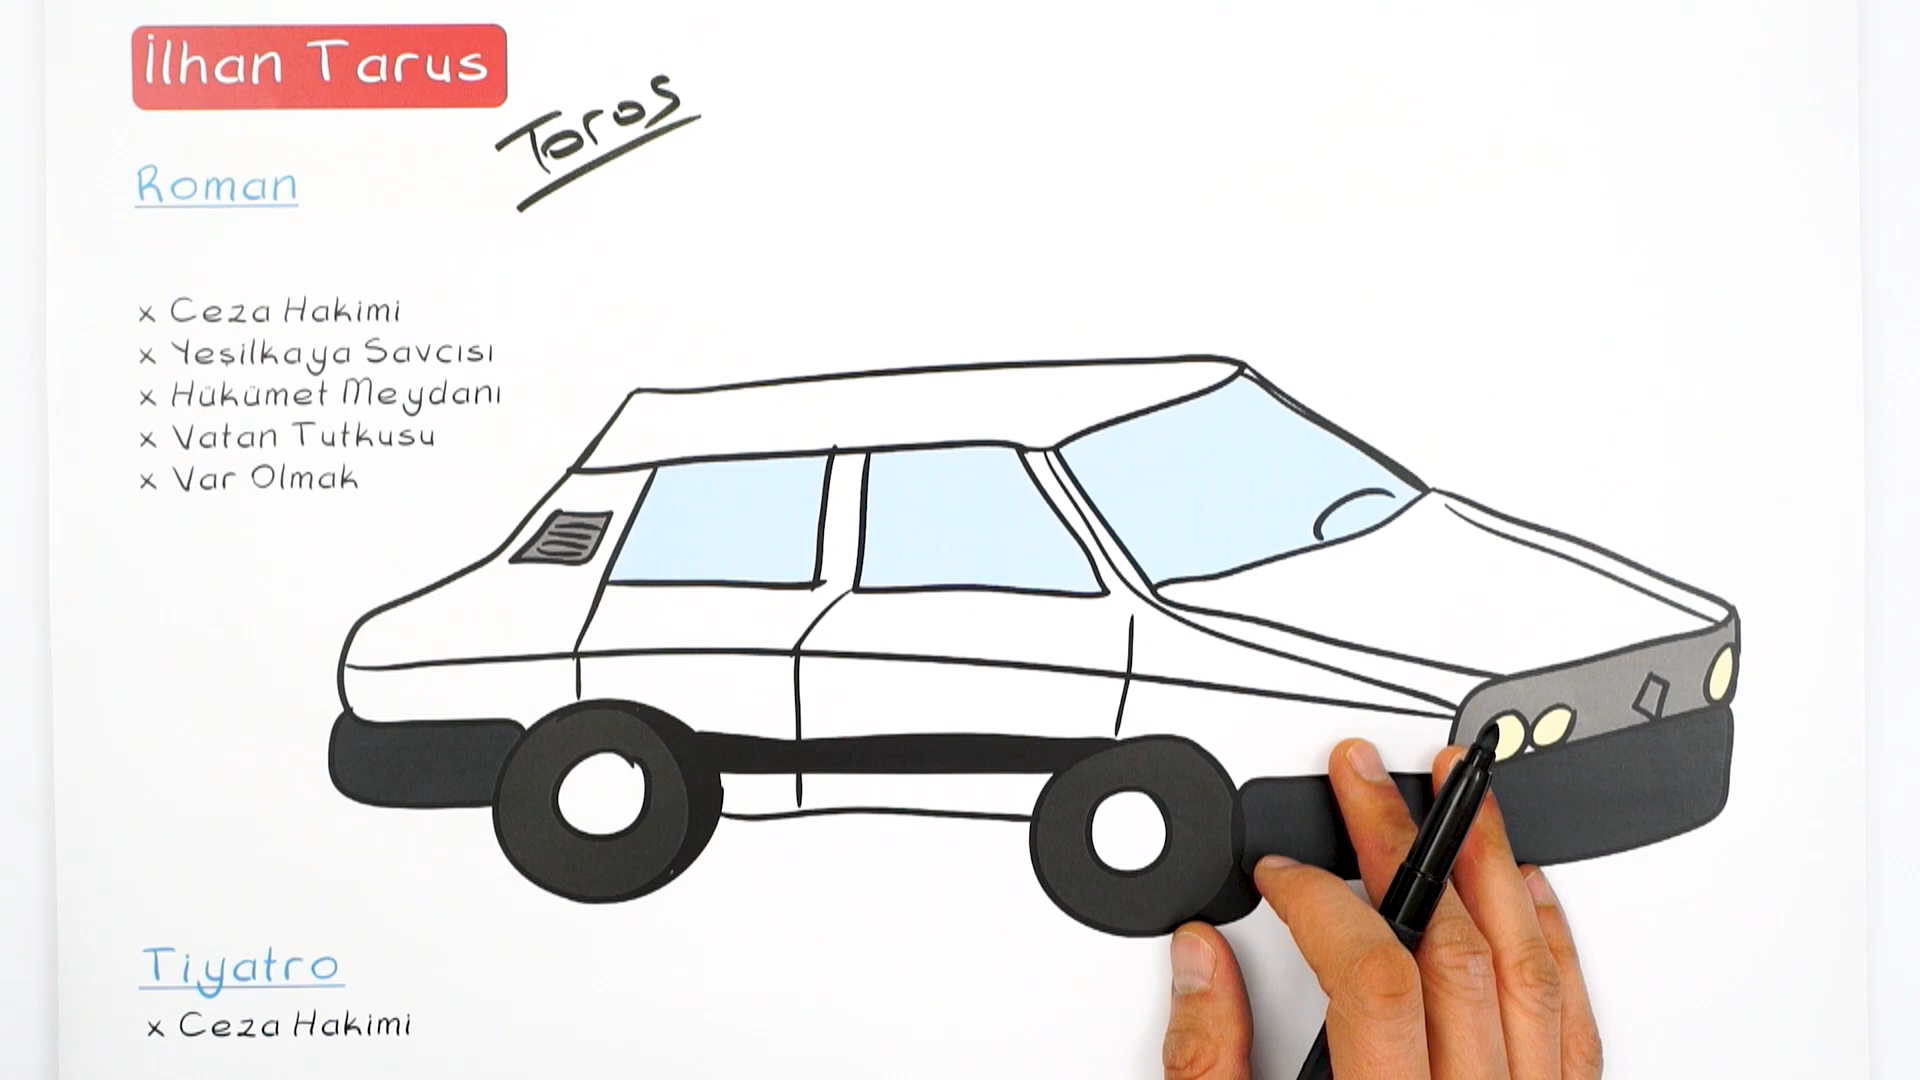 İlhan Tarus
Toros
Roman
x Ceza Hakimi
x Yeşilkaya Savcısı
x Hükümet Meydanı
x Vatan Tutkusu
x Var Olmak
Tiyatro
x Ceza Hakimi